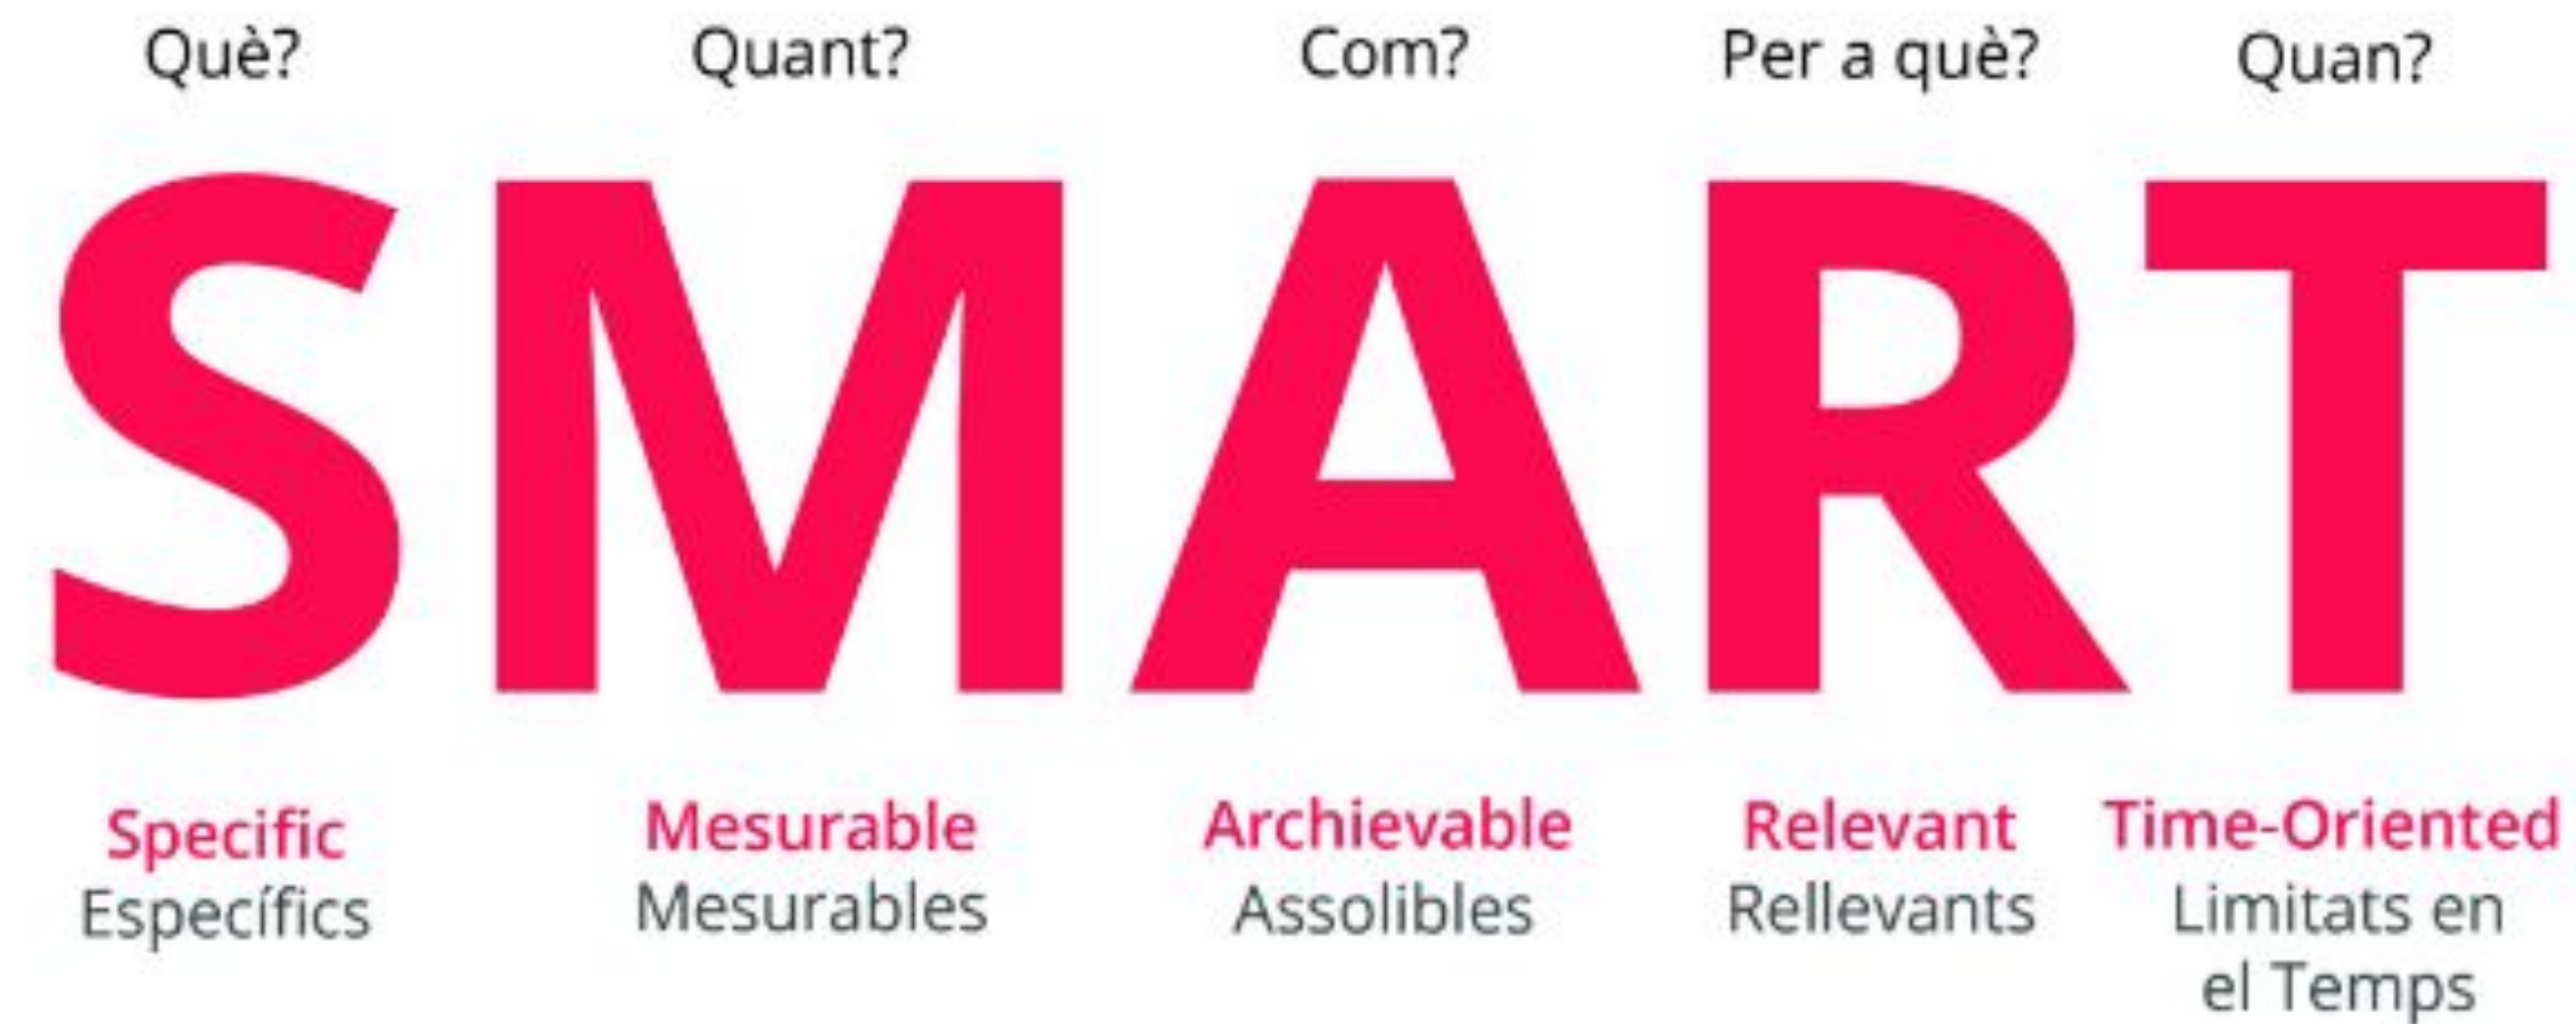 Què? Quant? Com? Per a què? Quan?
SMART
Specific Mesurable Archievable Relevant Time-Oriented
Específics Mesurables Assolibles Rellevants Limitats en
el Temps